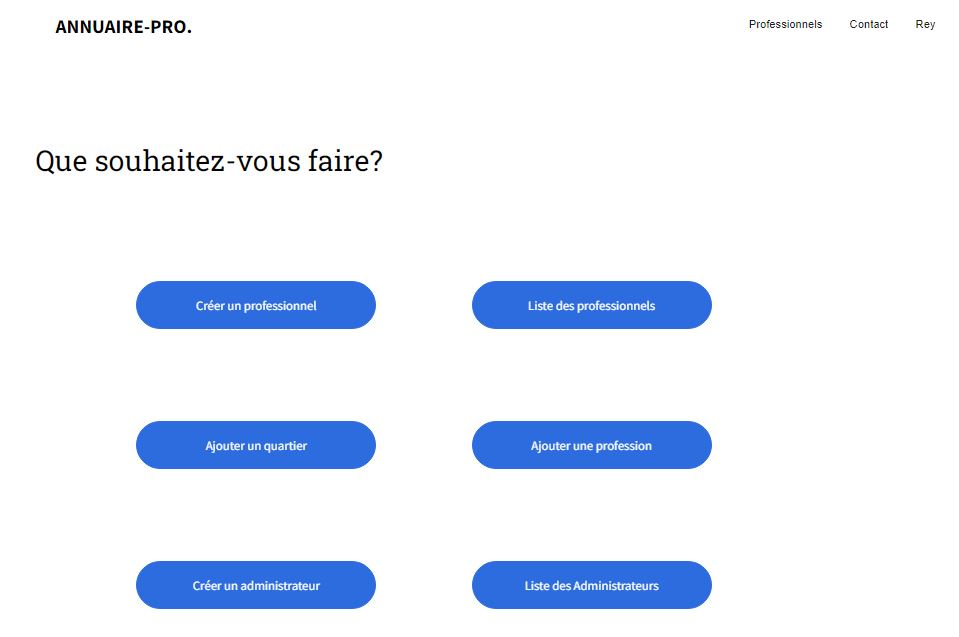 ANNUAIRE-PRO.
Professionnels Contact Rey
Que souhaitez-vous faire?
Créer un professionnel
Liste des professionnels
Ajouter un quartier
Ajouter une profession
Créer un administrateur
Liste des Administrateurs